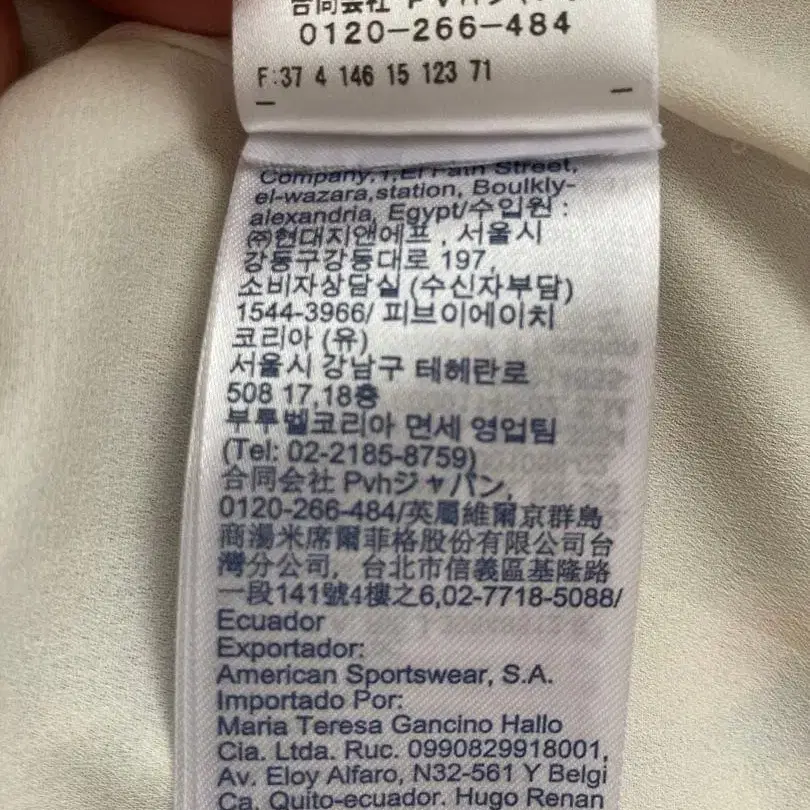 合同会社 PVHジャパン
0120-266-484
F:37 4 146 15 123 71
Company,1,El Fath Street,
el-wazara,station, Boulkly-
alexandria, Egypt/수입원 :
㈜현대지앤에프 , 서울시
강동구강동대로 197,
소비자상담실 (수신자부담)
1544-3966/ 피브이에이치
코리아 (유)
서울시 강남구 테헤란로
508 17,18층
부루벨코리아 면세 영업팀
(Tel: 02-2185-8759)
合同会社 Pvhジャパン,
0120-266-484/英屬維爾京群島
商湯米席爾菲格股份有限公司台
灣分公司, 台北市信義區基隆路
一段141號4樓之6,02-7718-5088/
Ecuador
Exportador:
American Sportswear, S.A.
Importado Por:
Maria Teresa Gancino Hallo
Cia. Ltda. Ruc. 0990829918001,
Av. Eloy Alfaro, N32-561 Y Belgi
Ca, Quito-ecuador. Hugo Renan